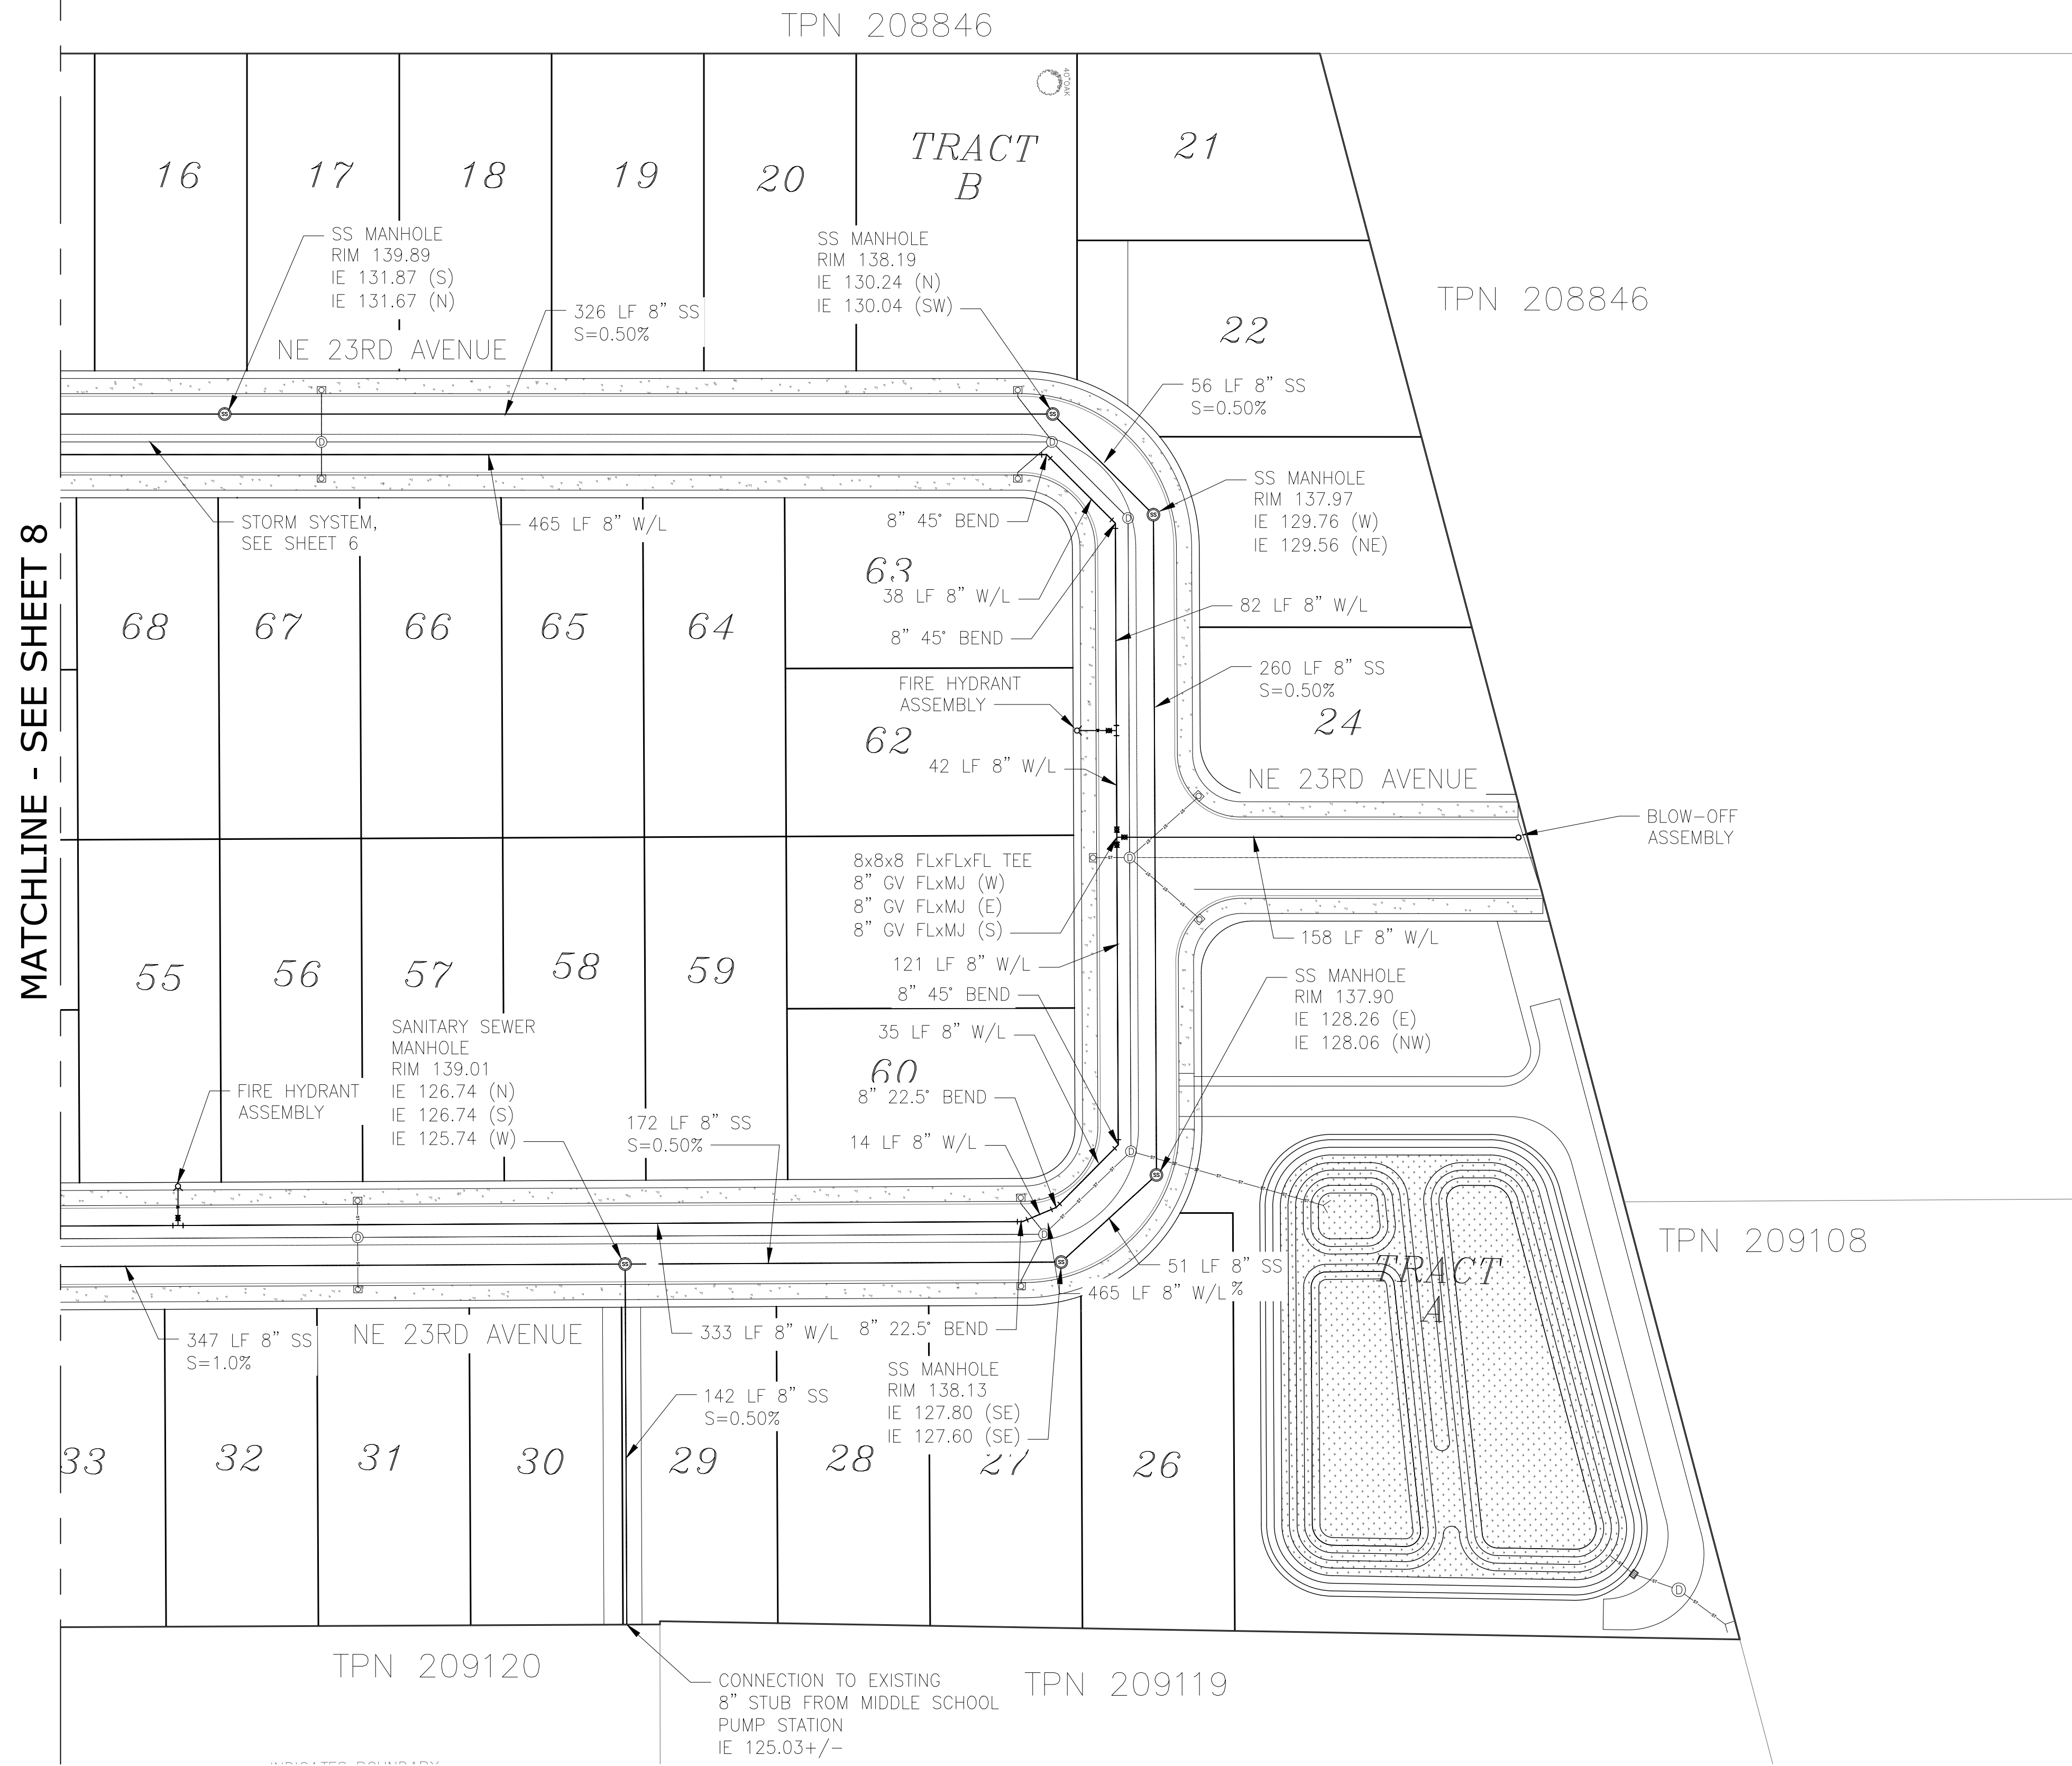 TPN 208846
40"OAK
16
17
18
19
20
TRACT
B
21
SS MANHOLE
RIM 139.89
IE 131.87 (S)
IE 131.67 (N)
SS MANHOLE
RIM 138.19
IE 130.24 (N)
IE 130.04 (SW)
326 LF 8" SS
S=0.50%
NE 23RD AVENUE
TPN 208846
22
56 LF 8" SS
S=0.50%
SS MANHOLE
RIM 137.97
IE 129.76 (W)
IE 129.56 (NE)
STORM SYSTEM,
SEE SHEET 6
465 LF 8" W/L
8" 45° BEND
63
38 LF 8" W/L
8" 45° BEND
82 LF 8" W/L
MATCHLINE - SEE SHEET 8
68
67
66
65
64
260 LF 8" SS
S=0.50%
24
FIRE HYDRANT
ASSEMBLY
62
42 LF 8" W/L
NE 23RD AVENUE
BLOW-OFF
ASSEMBLY
8x8x8 FLxFLxFL TEE
8" GV FLxMJ (W)
8" GV FLxMJ (E)
8" GV FLxMJ (S)
158 LF 8" W/L
121 LF 8" W/L
8" 45° BEND
55
56
57
58
59
SS MANHOLE
RIM 137.90
IE 128.26 (E)
IE 128.06 (NW)
35 LF 8" W/L
60
8" 22.5° BEND
14 LF 8" W/L
SANITARY SEWER
MANHOLE
RIM 139.01
IE 126.74 (N)
IE 126.74 (S)
IE 125.74 (W)
FIRE HYDRANT
ASSEMBLY
172 LF 8" SS
S=0.50%
TPN 209108
TRACT
A
51 LF 8" SS
465 LF 8" W/L %
347 LF 8" SS
S=1.0%
NE 23RD AVENUE
333 LF 8" W/L
8" 22.5° BEND
SS MANHOLE
RIM 138.13
IE 127.80 (SE)
IE 127.60 (SE)
142 LF 8" SS
S=0.50%
33
32
31
30
29
28
27
26
TPN 209120
CONNECTION TO EXISTING
8" STUB FROM MIDDLE SCHOOL
PUMP STATION
IE 125.03+/-
TPN 209119
INDICATES BOUNDARY